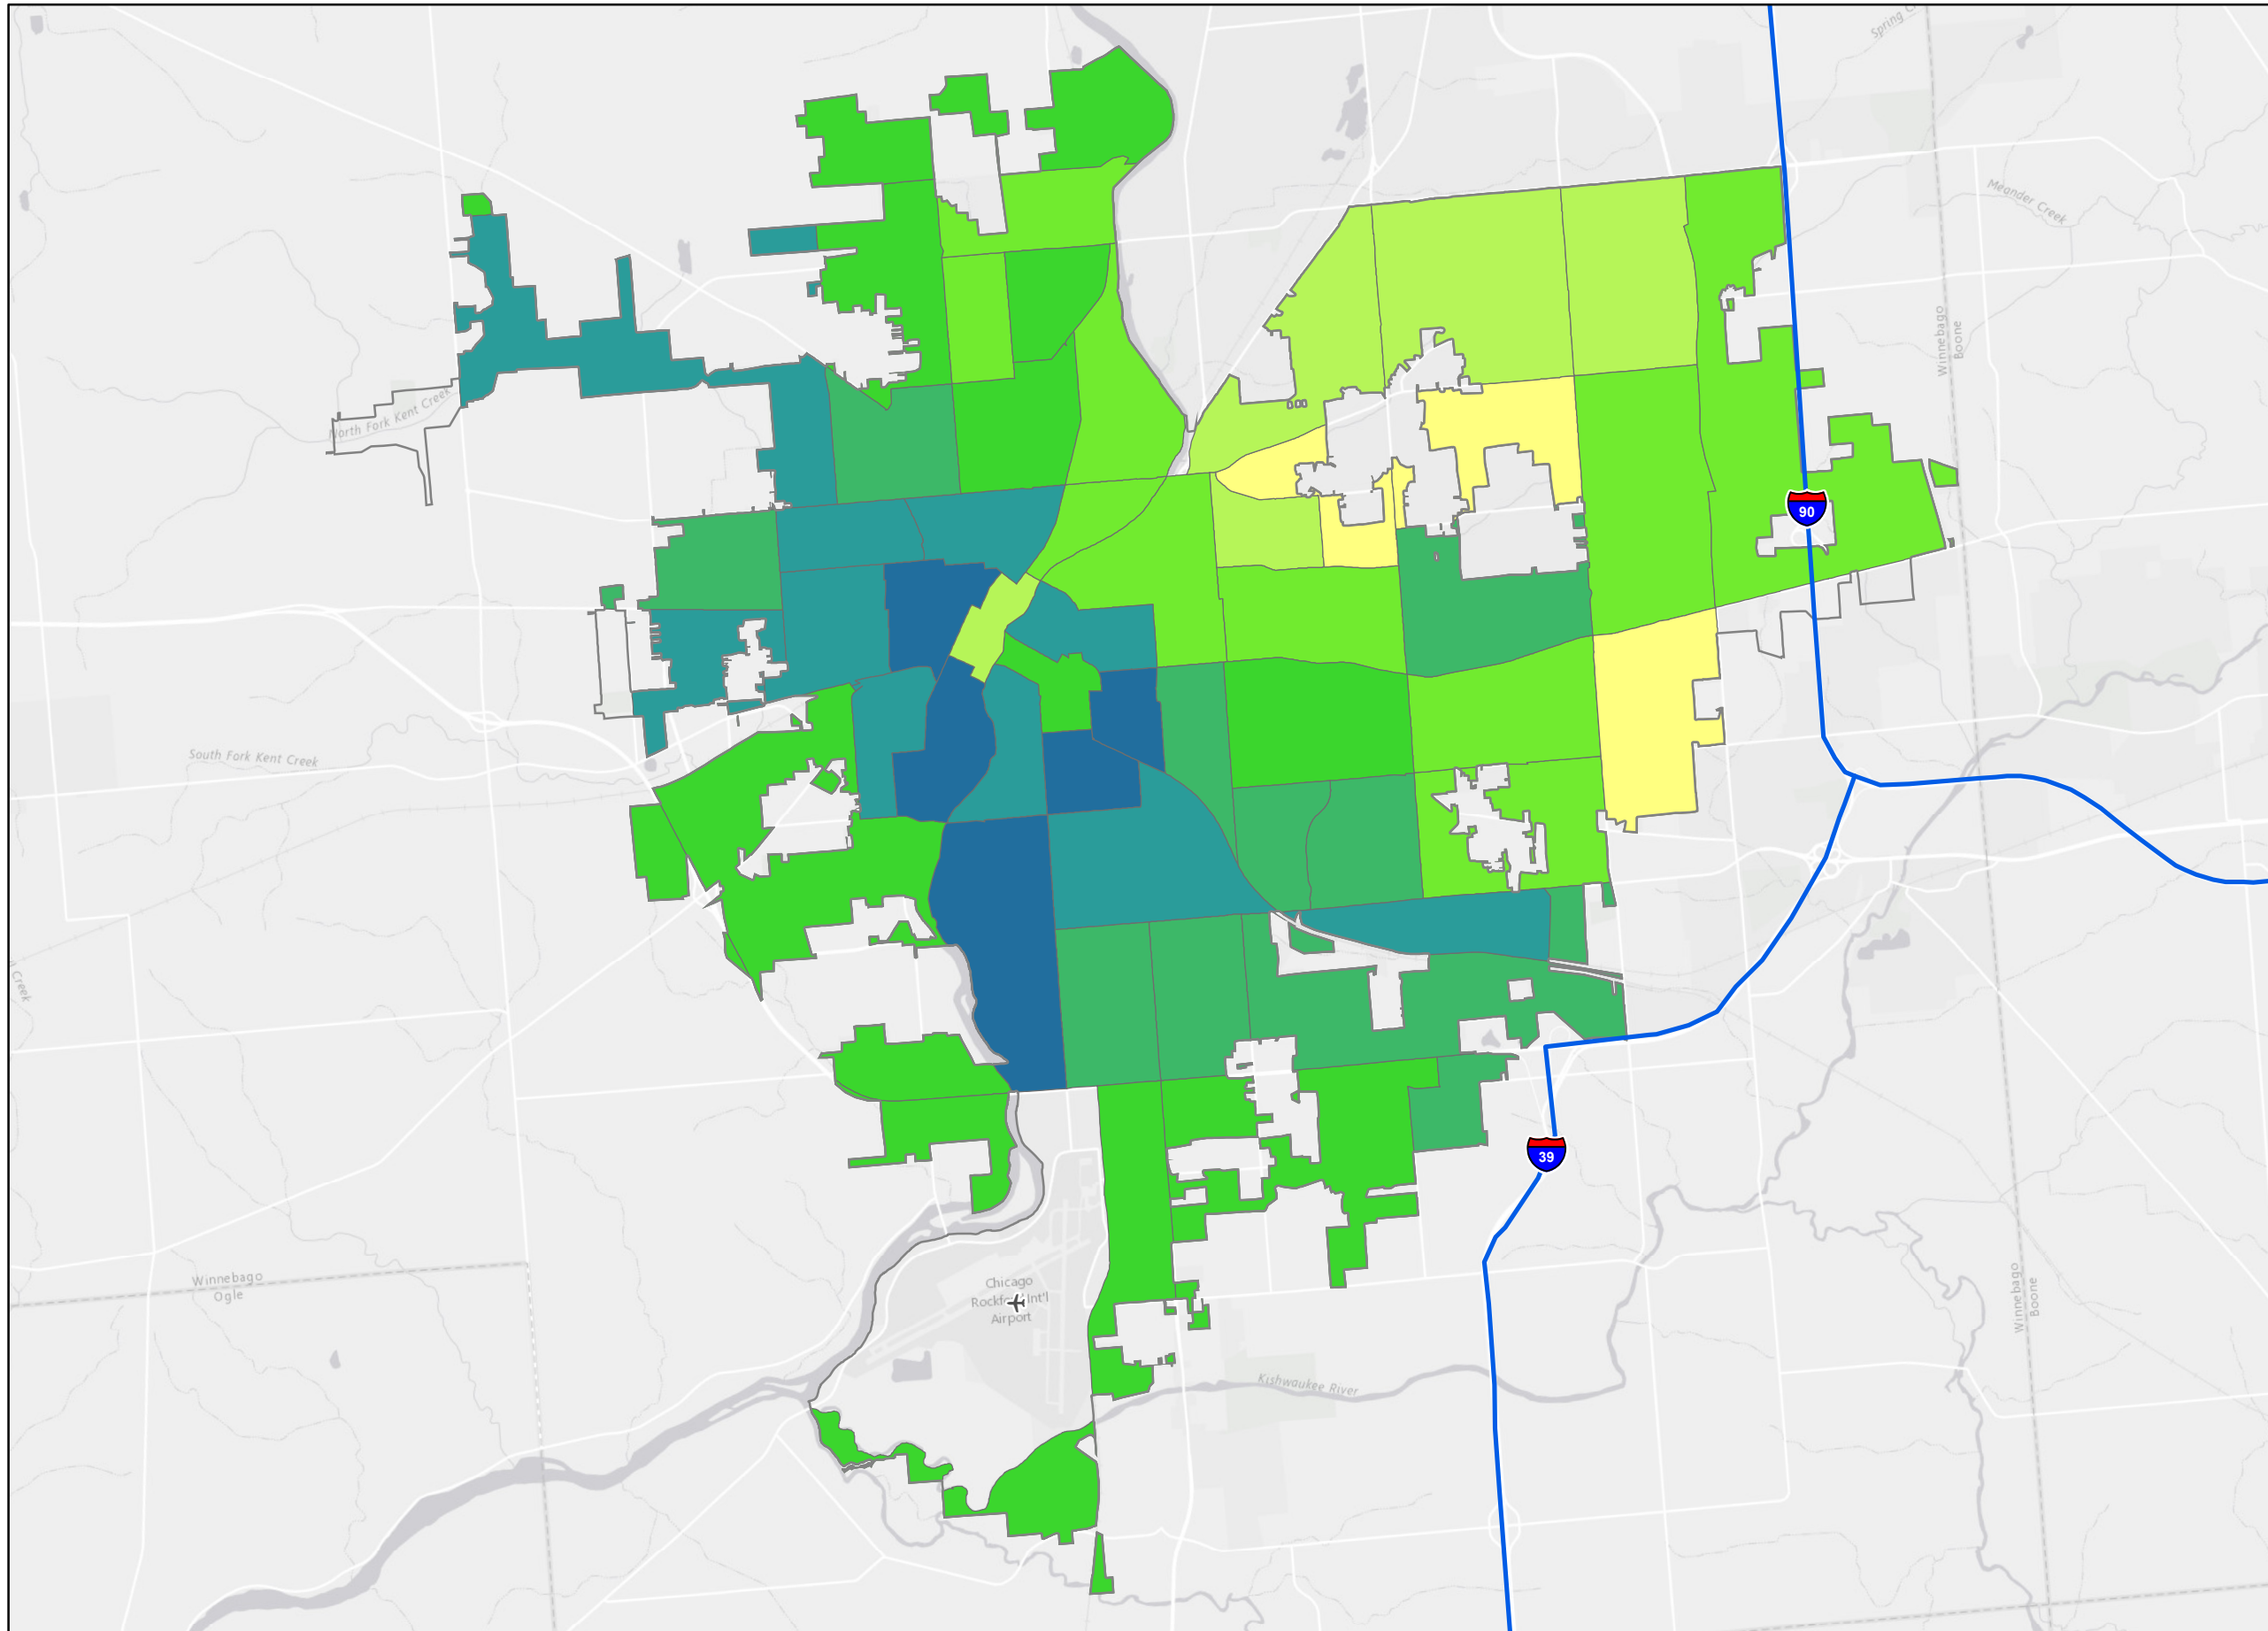 Spring C
Meander Creek
Winnebago
Boone
North Fork Kent Creek
90
South Fork Kent Creek
Creek
39
Winnebago
Ogle
Chicago
Rockford Int'l
Airport
Winnebago
Boone
Kishwaukee River